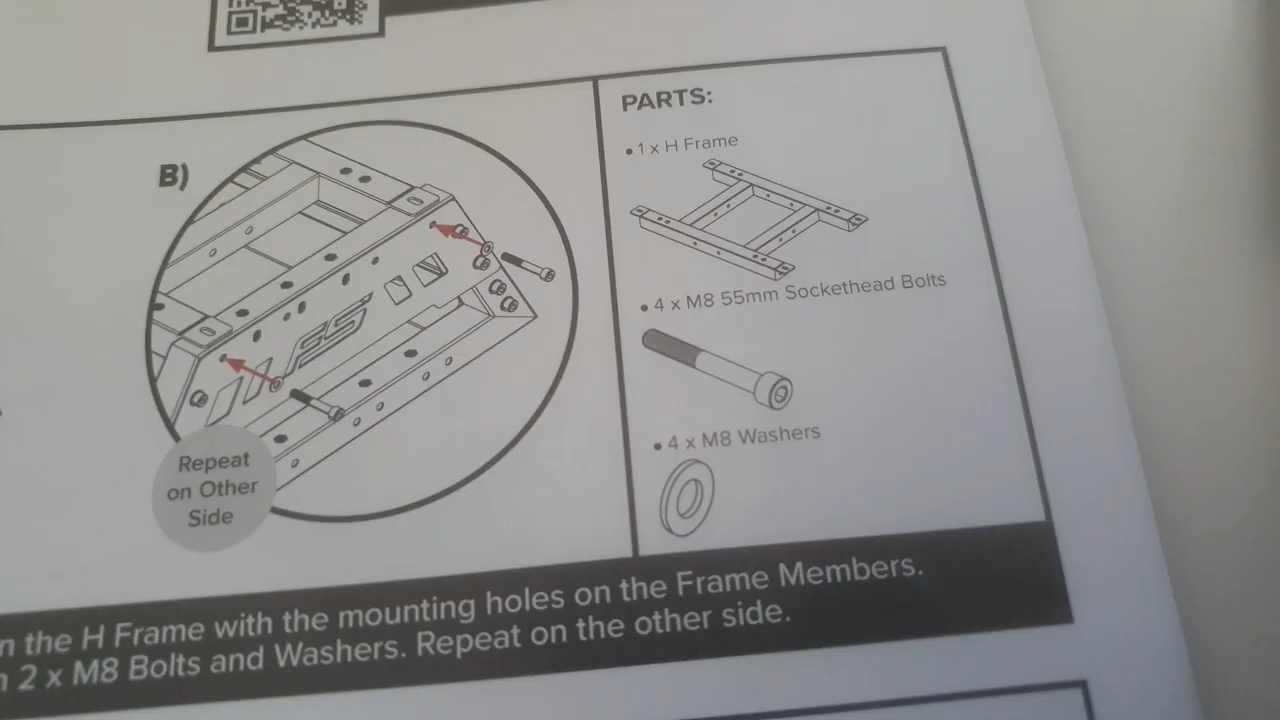 B)
Repeat
on Other
Side
PARTS:
• 1 x H Frame
• 4 x M8 55mm Sockethead Bolts
• 4 x M8 Washers
the H Frame with the mounting holes on the Frame Members.
2 x M8 Bolts and Washers. Repeat on the other side.